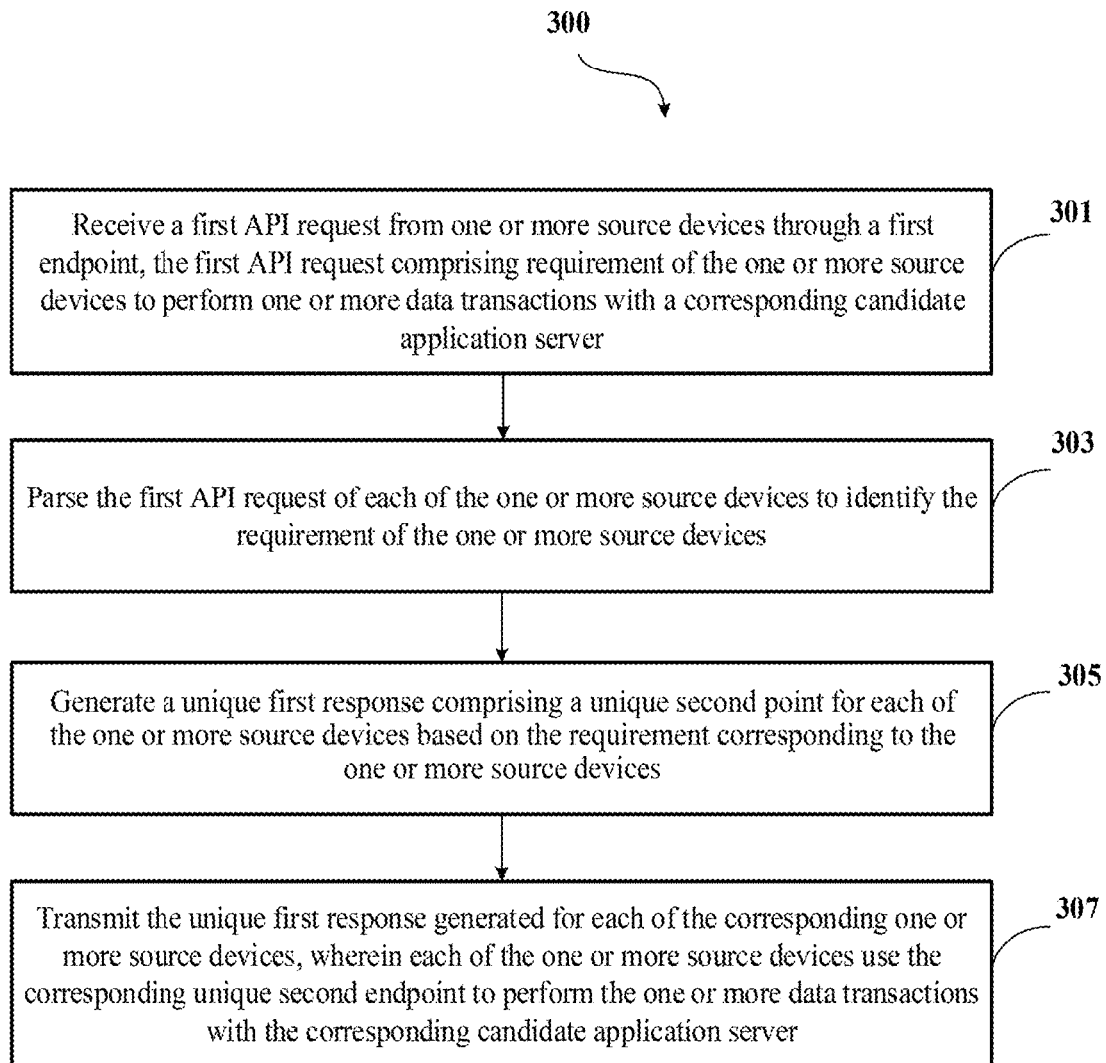 300
Receive a first API request from one or more source devices through a first
endpoint, the first API request comprising requirement of the one or more source
devices to perform one or more data transactions with a corresponding candidate
application server
301
Parse the first API request of each of the one or more source devices to identify the
requirement of the one or more source devices
303
Generate a unique first response comprising a unique second point for each of
the one or more source devices based on the requirement corresponding to the
one or more source devices
305
Transmit the unique first response generated for each of the corresponding one or
more source devices, wherein each of the one or more source devices use the
corresponding unique second endpoint to perform the one or more data transactions
with the corresponding candidate application server
307